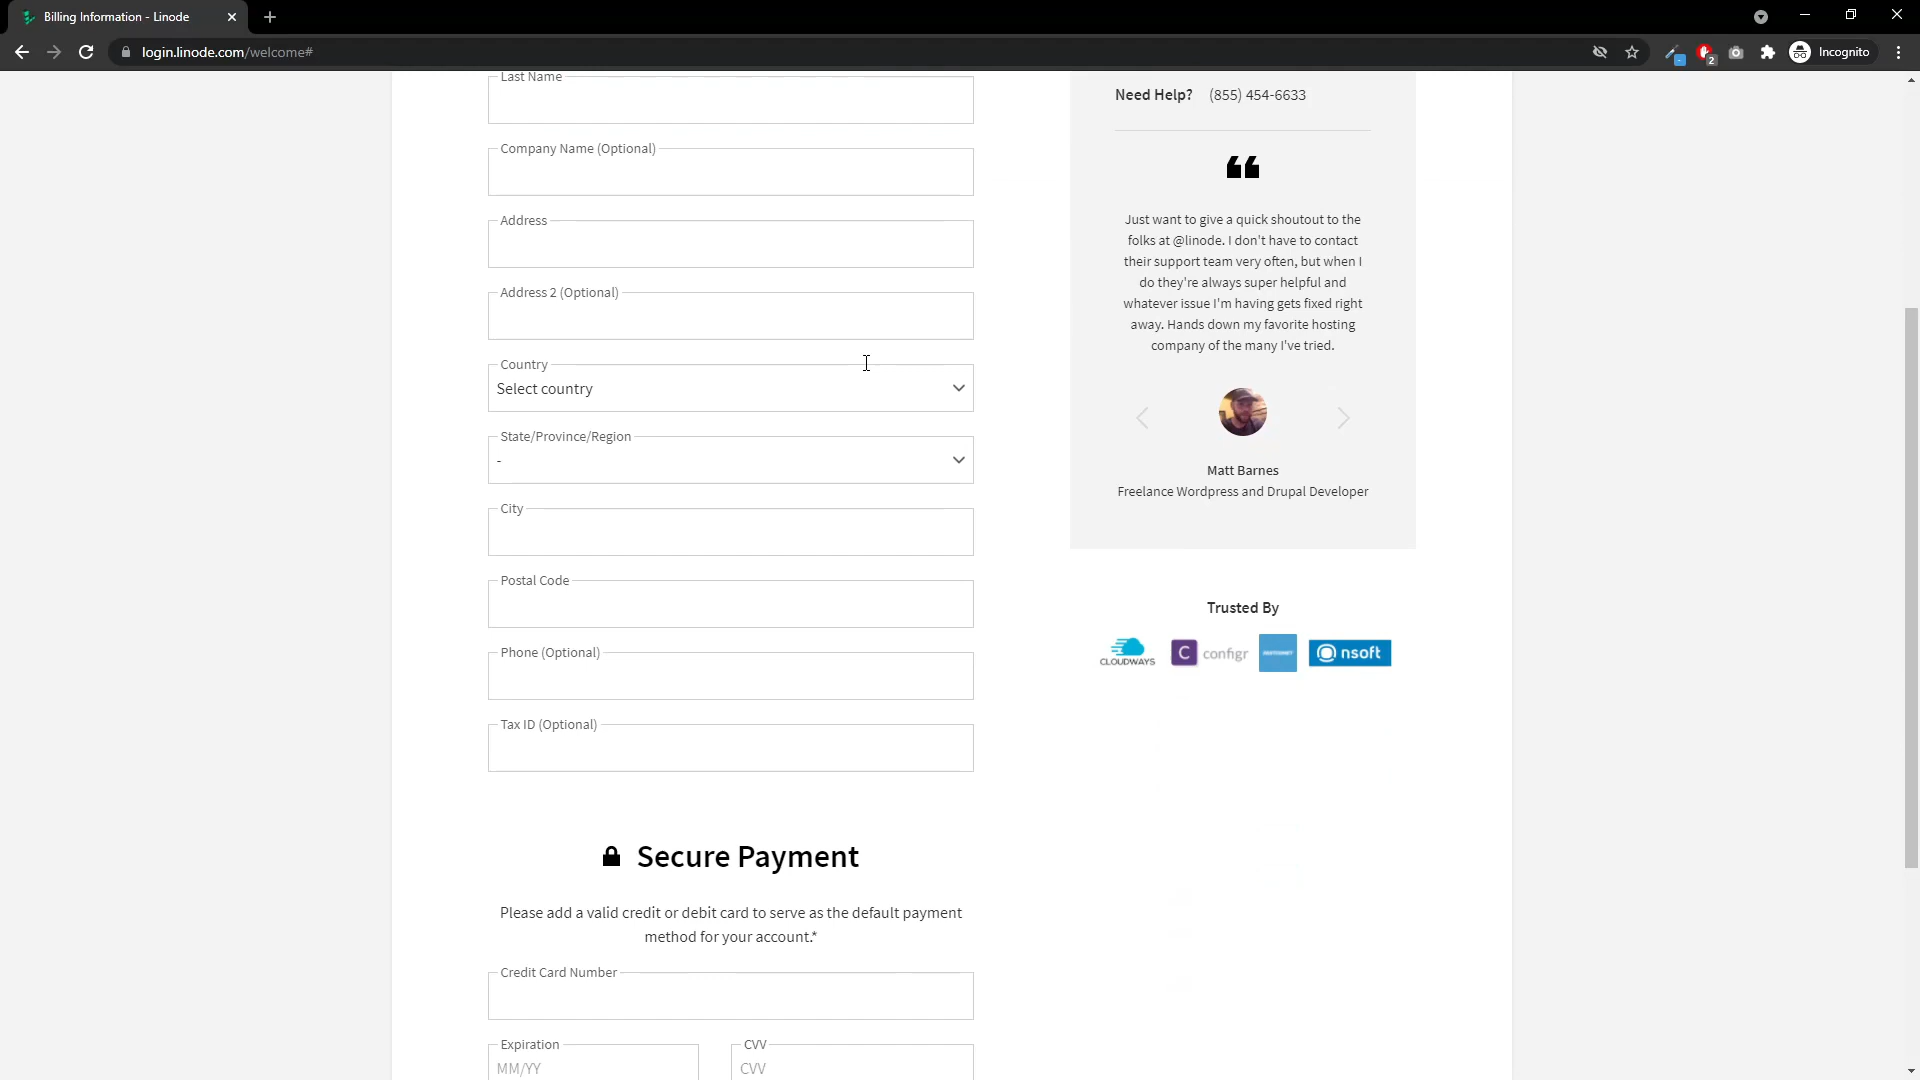 Billing Information - Linode
login.linode.com/welcome#
2
Incognito
Last Name
Company Name (Optional)
Address
Address 2 (Optional)
Country
Select country
State/Province/Region
-
City
Postal Code
Phone (Optional)
Tax ID (Optional)
Secure Payment
Please add a valid credit or debit card to serve as the default payment
method for your account.*
Credit Card Number
Expiration
MM/YY
CVV
CVV
Need Help? (855) 454-6633
❝
Just want to give a quick shoutout to the
folks at @linode. I don't have to contact
their support team very often, but when I
do they're always super helpful and
whatever issue I'm having gets fixed right
away. Hands down my favorite hosting
company of the many I've tried.
Matt Barnes
Freelance Wordpress and Drupal Developer
Trusted By
CLOUDWAYS
C configr
nsoft